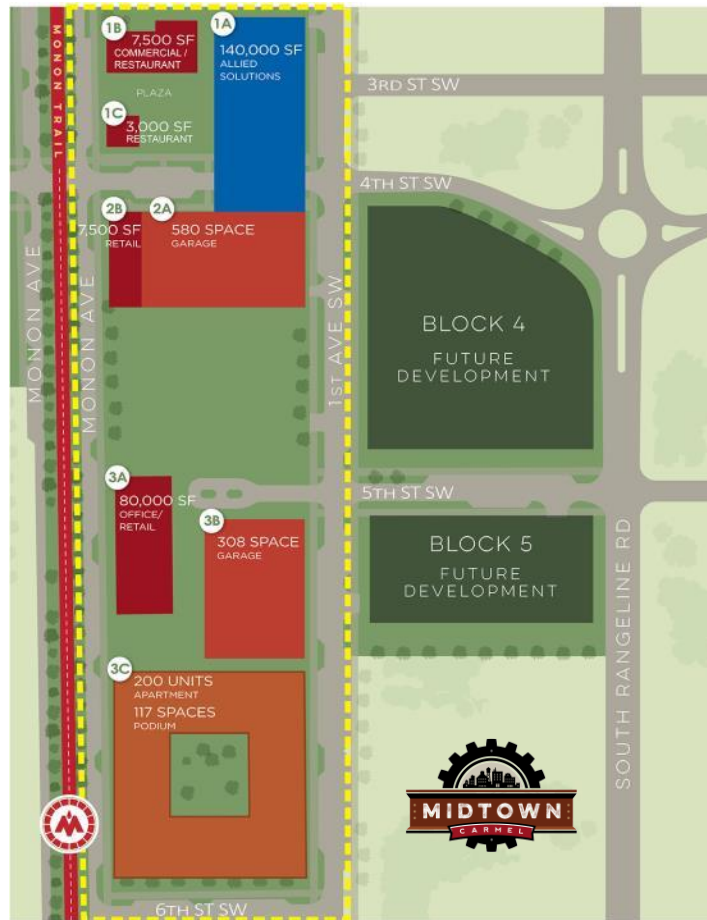 1B
7,500 SF
COMMERCIAL /
RESTAURANT
1A
140,000 SF
ALLIED
SOLUTIONS
PLAZA
1C
3,000 SF
RESTAURANT
MONON TRAIL
3RD ST SW
4TH ST SW
2B
7,500 SF
RETAIL
2A
580 SPACE
GARAGE
MONON AVE
MONON AVE
1ST AVE SW
BLOCK 4
FUTURE
DEVELOPMENT
3A
80,000 SF
OFFICE/
RETAIL
5TH ST SW
3B
308 SPACE
GARAGE
BLOCK 5
FUTURE
DEVELOPMENT
SOUTH RANGELINE RD
3C
200 UNITS
APARTMENT
117 SPACES
PODIUM
M
MIDTOWN
CARMEL
6TH ST SW